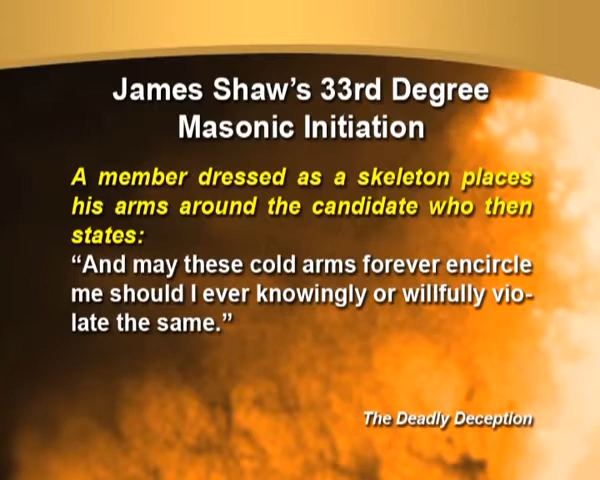 James Shaw’s 33rd Degree
Masonic Initiation
A member dressed as a skeleton places
his arms around the candidate who then
states:
“And may these cold arms forever encircle
me should I ever knowingly or willfully vio-
late the same.”
The Deadly Deception